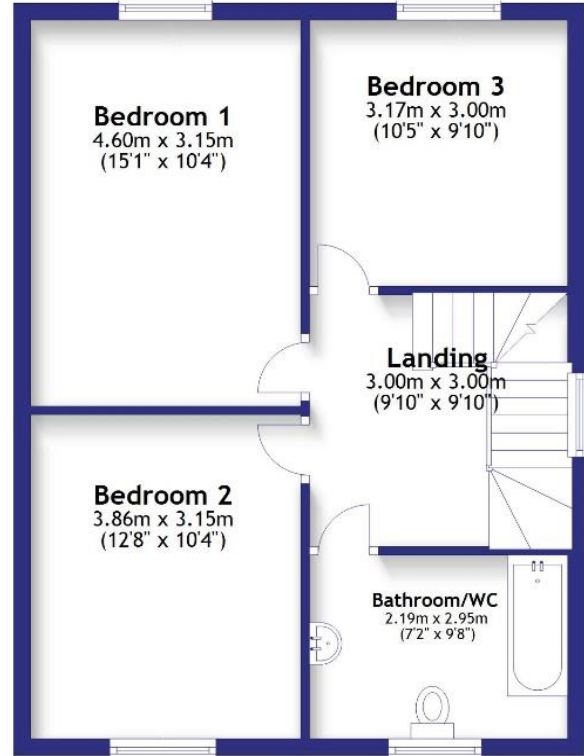 Bedroom 1
4.60m x 3.15m
(15'1" x 10'4")
Bedroom 3
3.17m x 3.00m
(10'5" x 9'10")
Landing
3.00m x 3.00m
(9'10" x 9'10")
Bedroom 2
3.86m x 3.15m
(12'8" x 10'4")
Bathroom/WC
2.19m x 2.95m
(7'2" x 9'8")